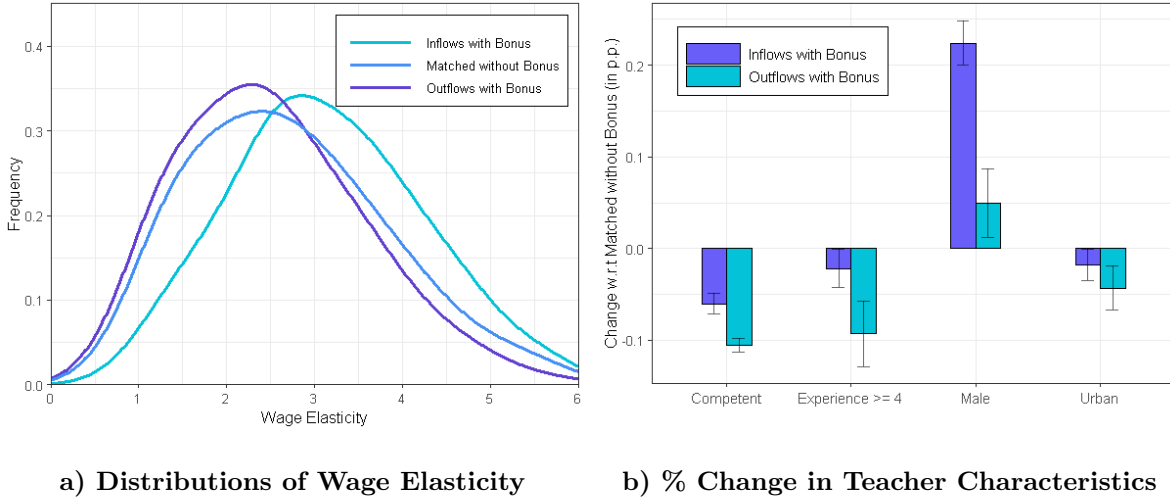 Frequency
0.4
0.3
0.2
0.1
0.0
Inflows with Bonus
Matched without Bonus
Outflows with Bonus
0 1 2 3 4 5 6
Wage Elasticity
a) Distributions of Wage Elasticity
Change w.r.t Matched without Bonus (in p.p.)
0.2
0.1
0.0
-0.1
Inflows with Bonus
Outflows with Bonus
Competent Experience >= 4 Male Urban
b) % Change in Teacher Characteristics